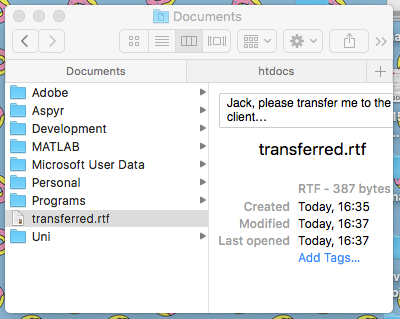 Documents
Documents
htdocs
Adobe
Aspyr
Development
MATLAB
Microsoft User Data
Personal
Programs
transferred.rtf
Uni
Jack, please transfer me to the
client…
transferred.rtf
RTF - 387 bytes
Created Today, 16:35
Modified Today, 16:37
Last opened Today, 16:37
Add Tags…